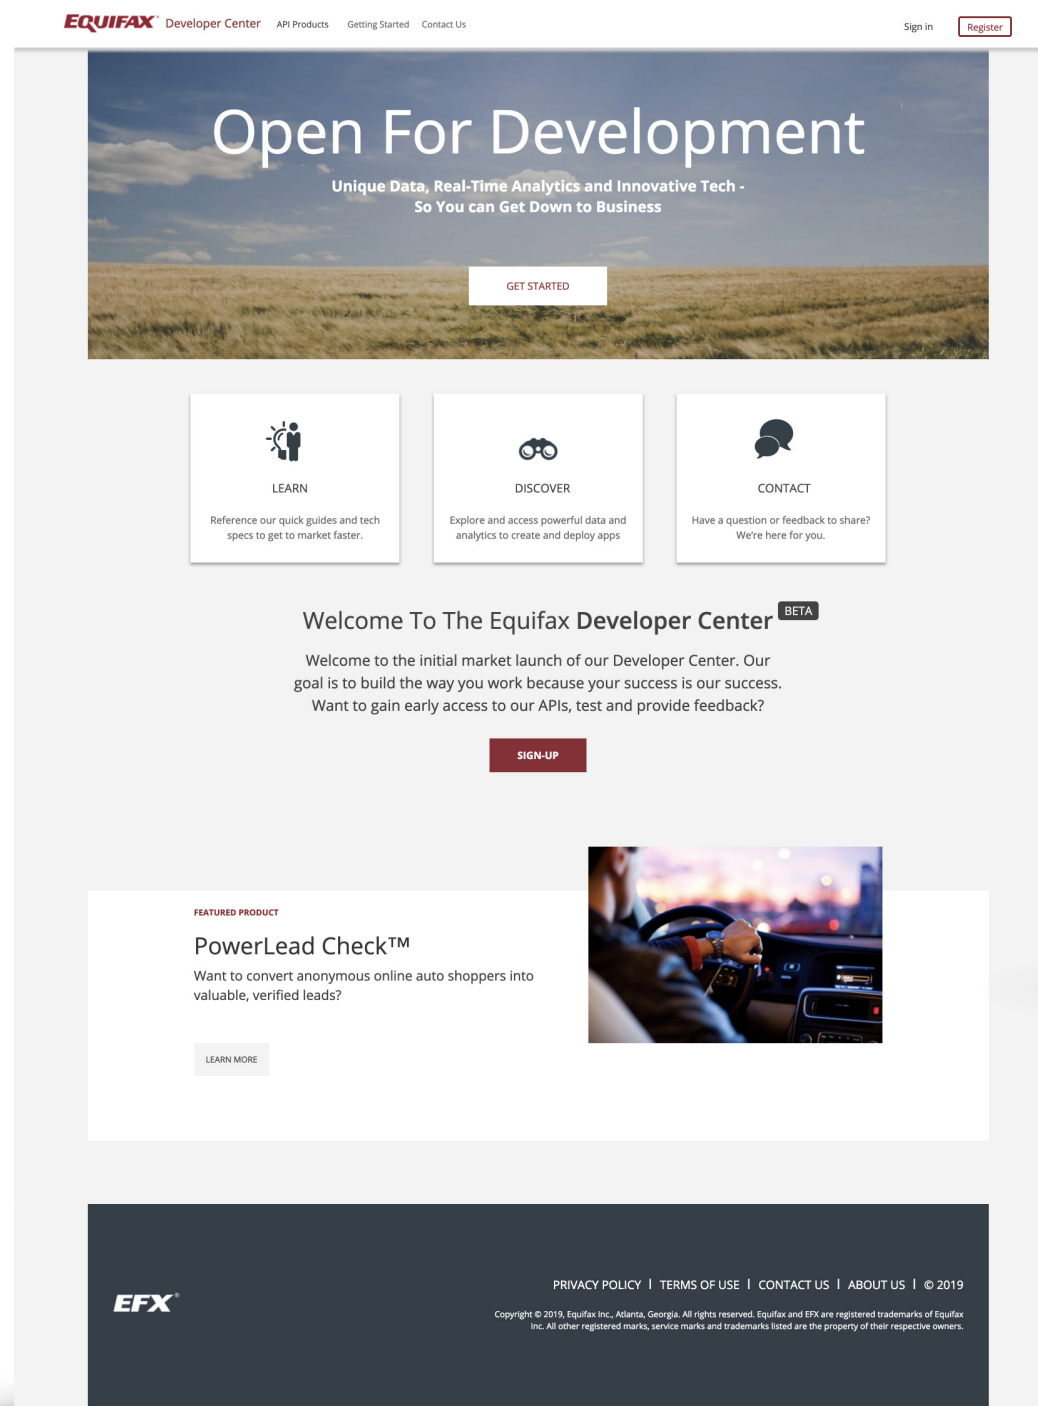 EQUIFAX® Developer Center API Products Getting Started Contact Us Sign in Register
Open For Development
Unique Data, Real-Time Analytics and Innovative Tech -
So You can Get Down to Business
GET STARTED
LEARN
Reference our quick guides and tech
specs to get to market faster.
DISCOVER
Explore and access powerful data and
analytics to create and deploy apps
CONTACT
Have a question or feedback to share?
We're here for you.
Welcome To The Equifax Developer Center BETA
Welcome to the initial market launch of our Developer Center. Our
goal is to build the way you work because your success is our success.
Want to gain early access to our APIs, test and provide feedback?
SIGN-UP
FEATURED PRODUCT
PowerLead Check™
Want to convert anonymous online auto shoppers into
valuable, verified leads?
LEARN MORE
EFX®
PRIVACY POLICY | TERMS OF USE | CONTACT US | ABOUT US | © 2019
Copyright © 2019, Equifax Inc., Atlanta, Georgia. All rights reserved. Equifax and EFX are registered trademarks of Equifax
Inc. All other registered marks, service marks and trademarks listed are the property of their respective owners.